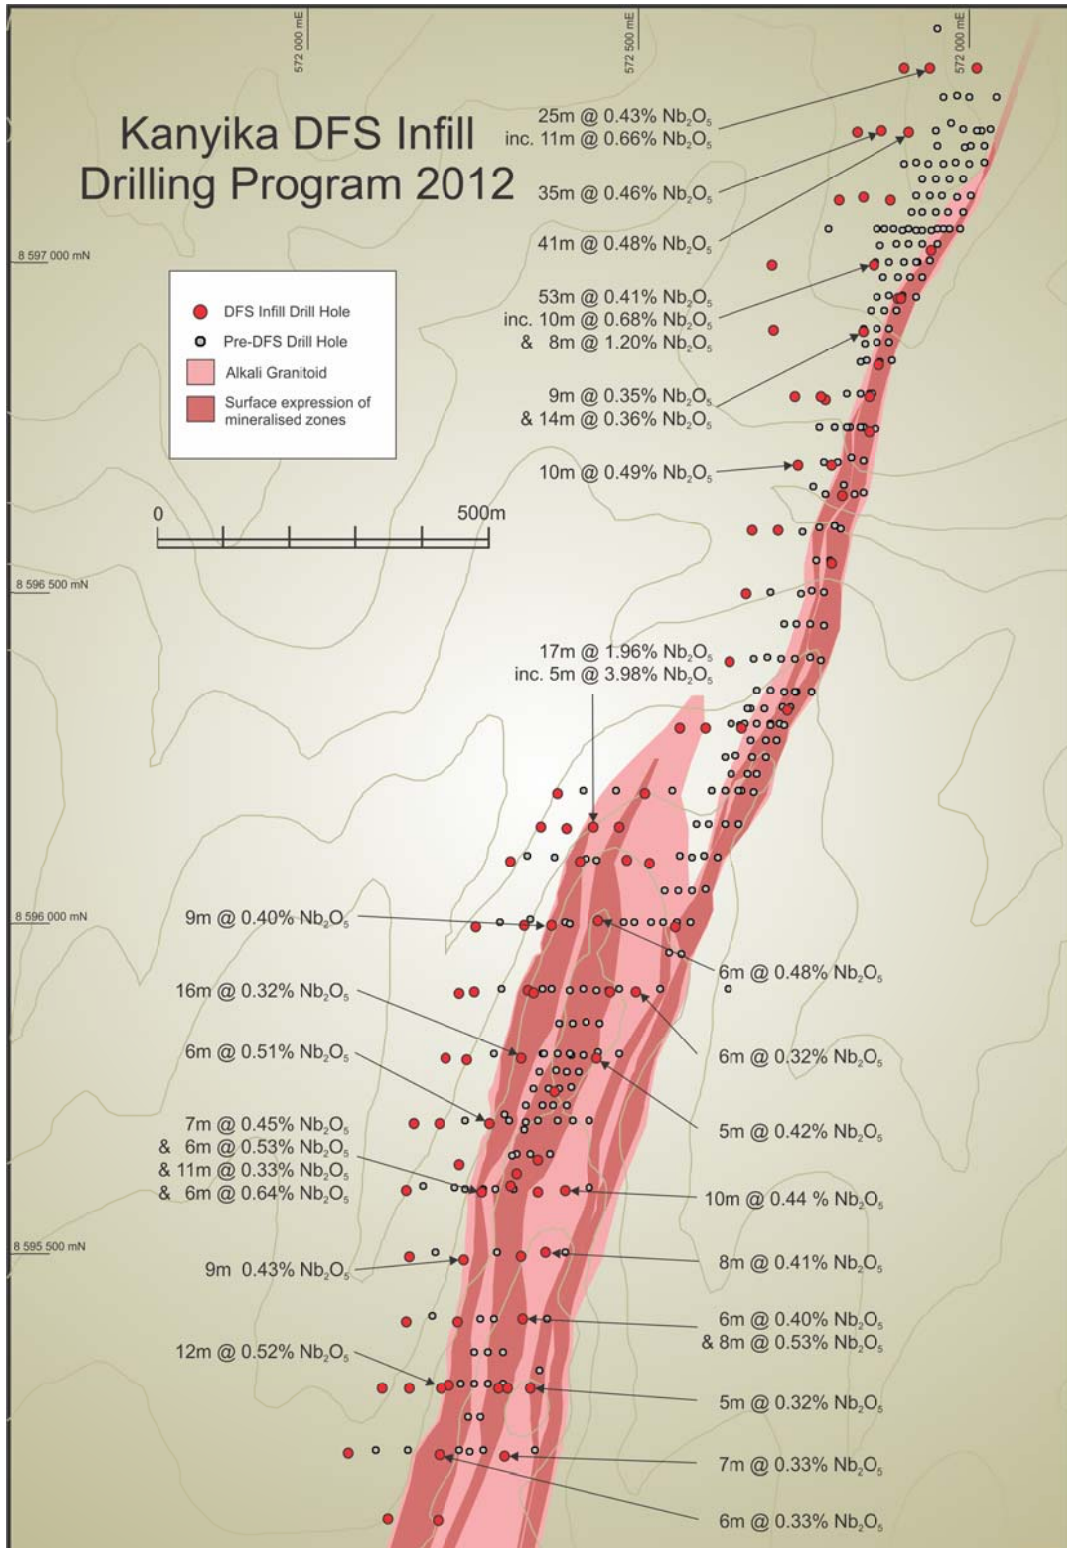 572 000 mE
572 500 mE
572 000 mE
Kanyika DFS Infill
Drilling Program 2012
25m @ 0.43% Nb₂O₅
inc. 11m @ 0.66% Nb₂O₅
35m @ 0.46% Nb₂O₅
41m @ 0.48% Nb₂O₅
8 597 000 mN
53m @ 0.41% Nb₂O₅
inc. 10m @ 0.68% Nb₂O₅
& 8m @ 1.20% Nb₂O₅
DFS Infill Drill Hole
Pre-DFS Drill Hole
Alkali Granitoid
Surface expression of
mineralised zones
9m @ 0.35% Nb₂O₅
& 14m @ 0.36% Nb₂O₅
10m @ 0.49% Nb₂O₅
0 500m
8 596 500 mN
17m @ 1.96% Nb₂O₅
inc. 5m @ 3.98% Nb₂O₅
9m @ 0.40% Nb₂O₅
8 596 000 mN
6m @ 0.48% Nb₂O₅
16m @ 0.32% Nb₂O₅
6m @ 0.51% Nb₂O₅
6m @ 0.32% Nb₂O₅
7m @ 0.45% Nb₂O₅
& 6m @ 0.53% Nb₂O₅
& 11m @ 0.33% Nb₂O₅
& 6m @ 0.64% Nb₂O₅
5m @ 0.42% Nb₂O₅
10m @ 0.44 % Nb₂O₅
8 595 500 mN
9m 0.43% Nb₂O₅
8m @ 0.41% Nb₂O₅
6m @ 0.40% Nb₂O₅
& 8m @ 0.53% Nb₂O₅
12m @ 0.52% Nb₂O₅
5m @ 0.32% Nb₂O₅
7m @ 0.33% Nb₂O₅
6m @ 0.33% Nb₂O₅